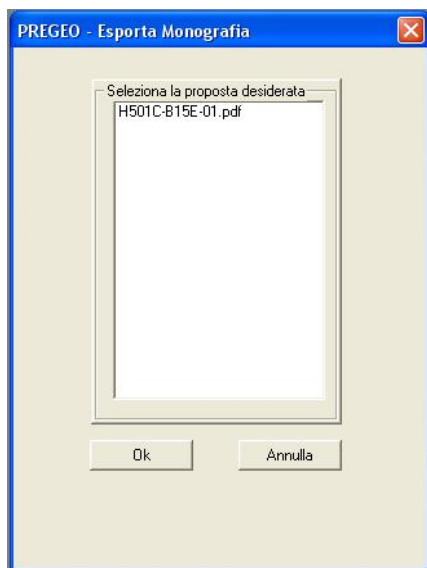 PREGEO - Esporta Monografia
Seleziona la proposta desiderata
H501C-B15E-01.pdf
Ok
Annulla